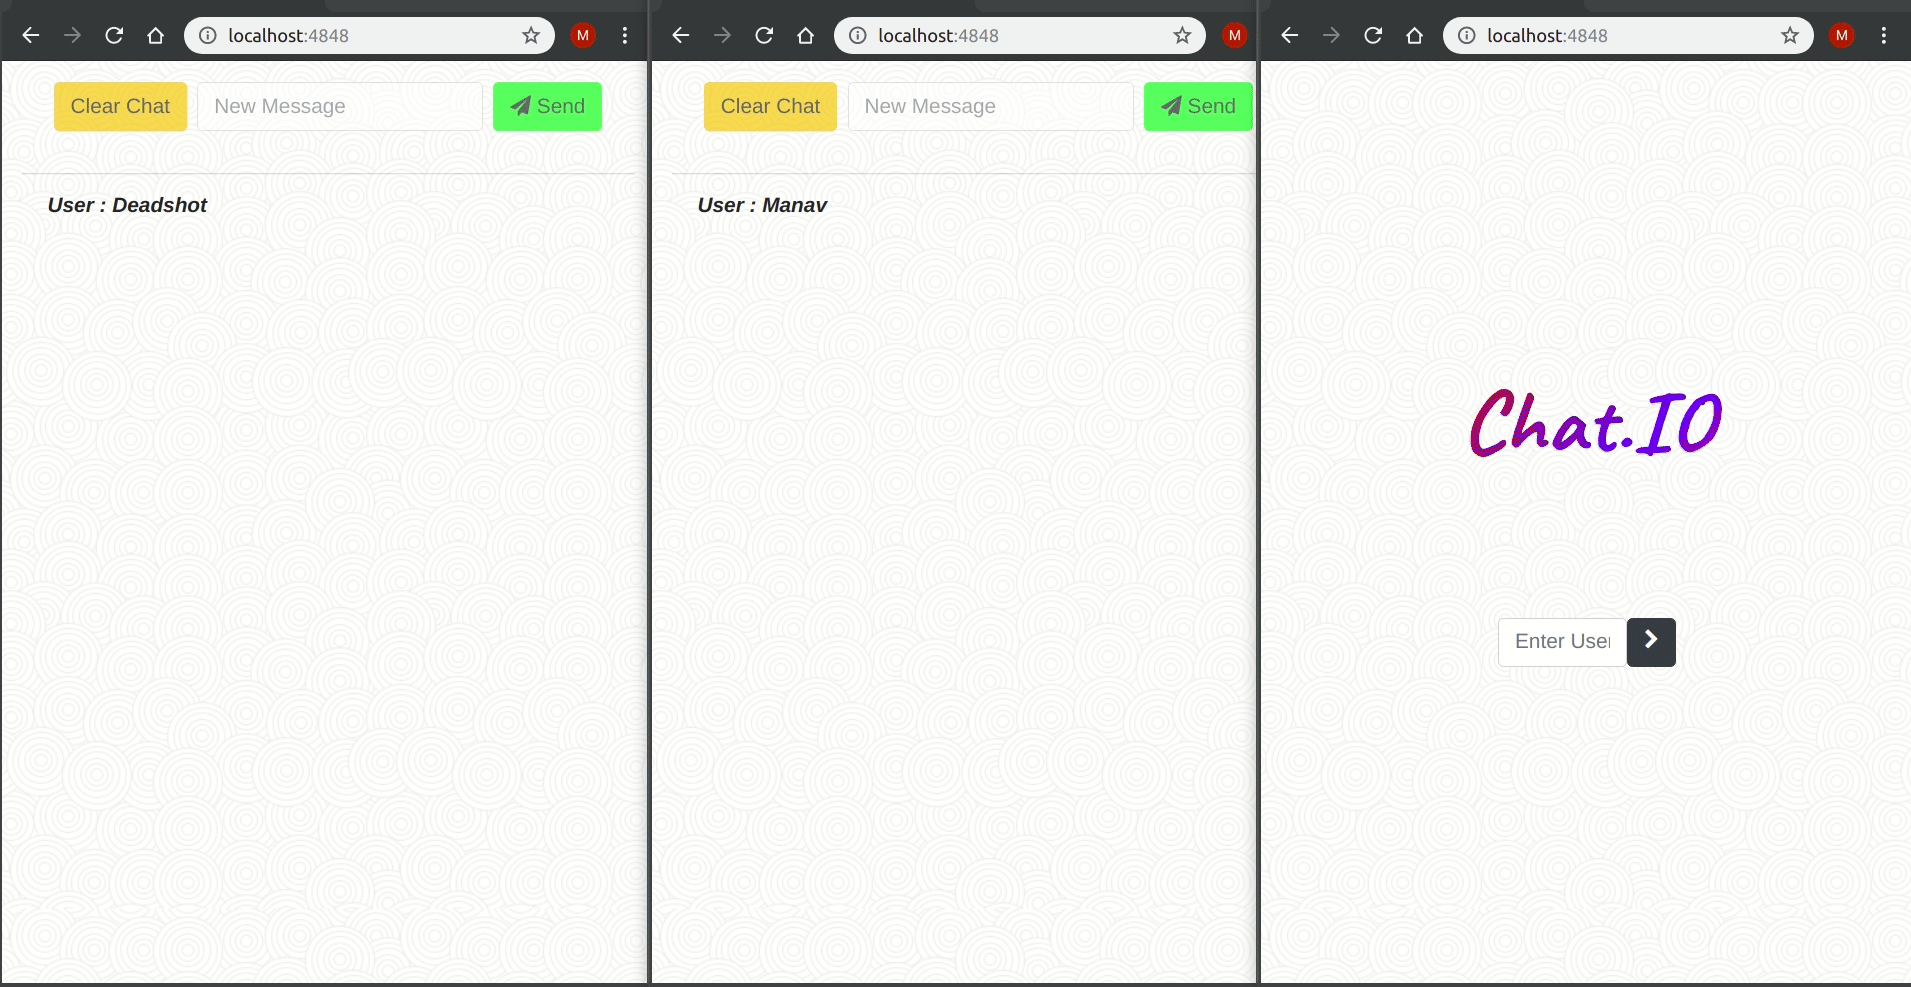 localhost:4848
M
Clear Chat
New Message
Send
User : Deadshot
localhost:4848
M
Clear Chat
New Message
Send
User : Manav
localhost:4848
M
Chat.IO
Enter User